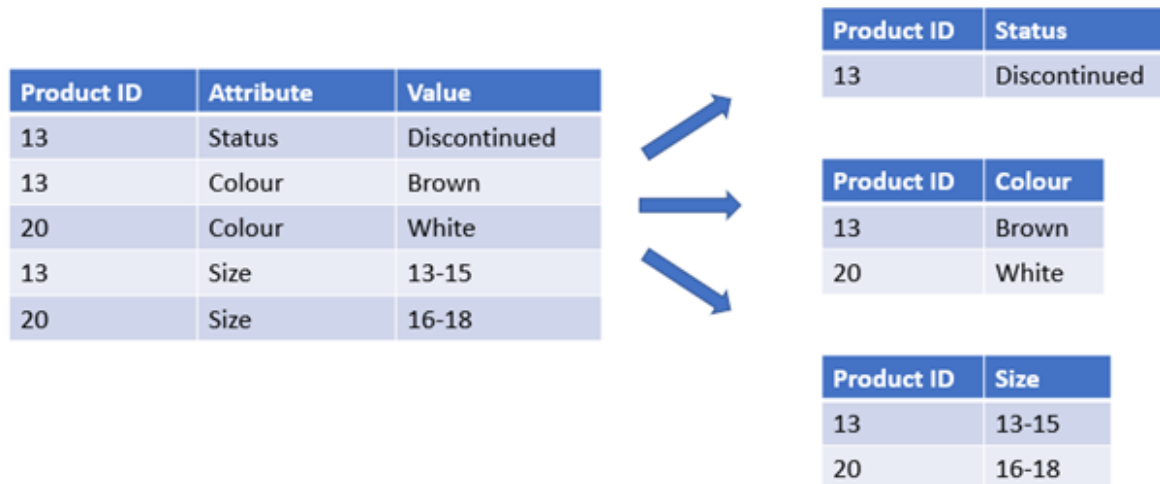 Product ID Attribute Value
13 Status Discontinued
13 Colour Brown
20 Colour White
13 Size 13-15
20 Size 16-18
Product ID Status
13 Discontinued
Product ID Colour
13 Brown
20 White
Product ID Size
13 13-15
20 16-18